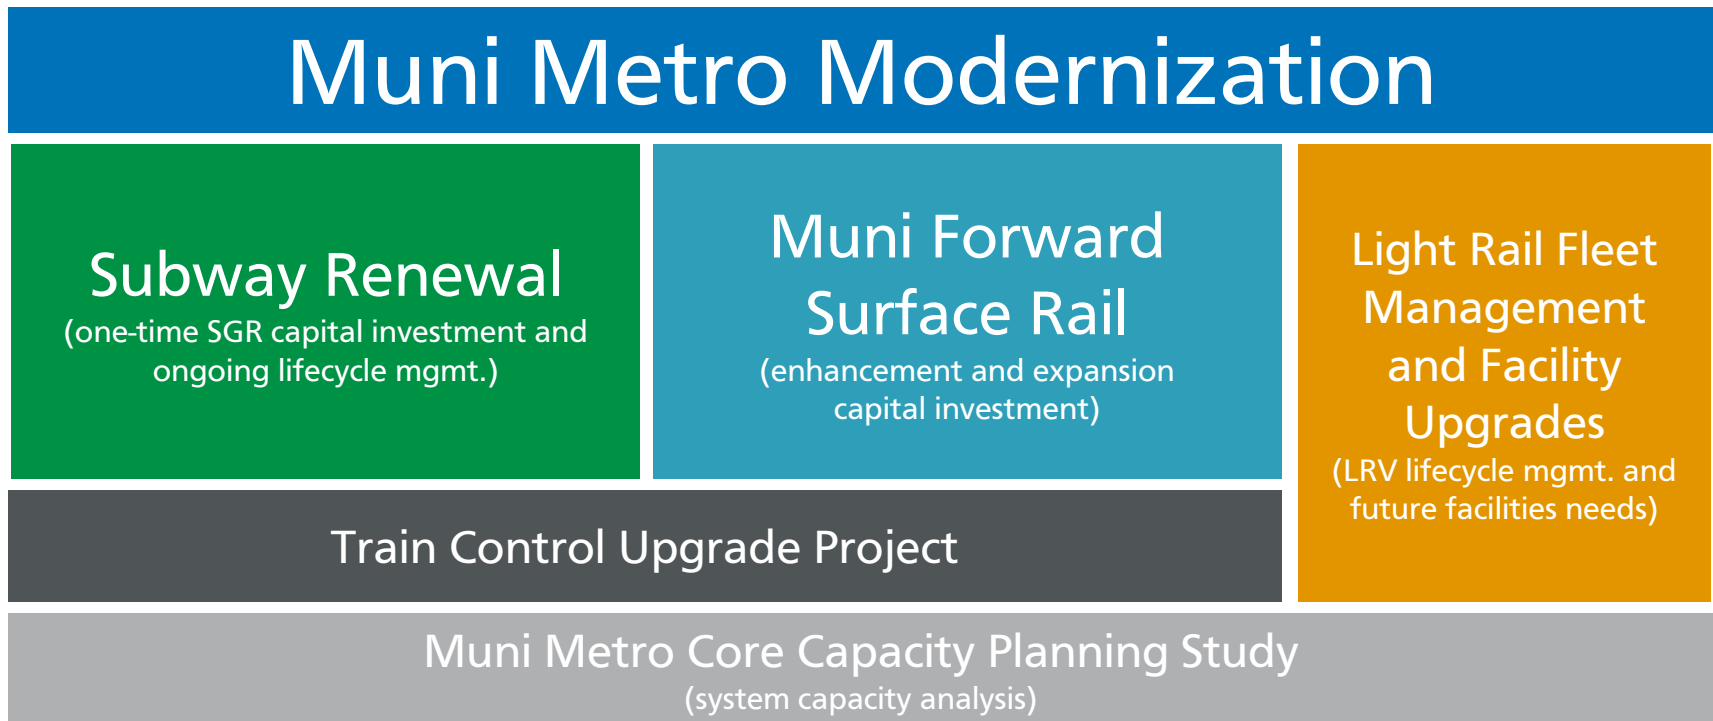 Muni Metro Modernization
Subway Renewal
(one-time SGR capital investment and
ongoing lifecycle mgmt.)
Muni Forward
Surface Rail
(enhancement and expansion
capital investment)
Light Rail Fleet
Management
and Facility
Upgrades
(LRV lifecycle mgmt. and
future facilities needs)
Train Control Upgrade Project
Muni Metro Core Capacity Planning Study
(system capacity analysis)